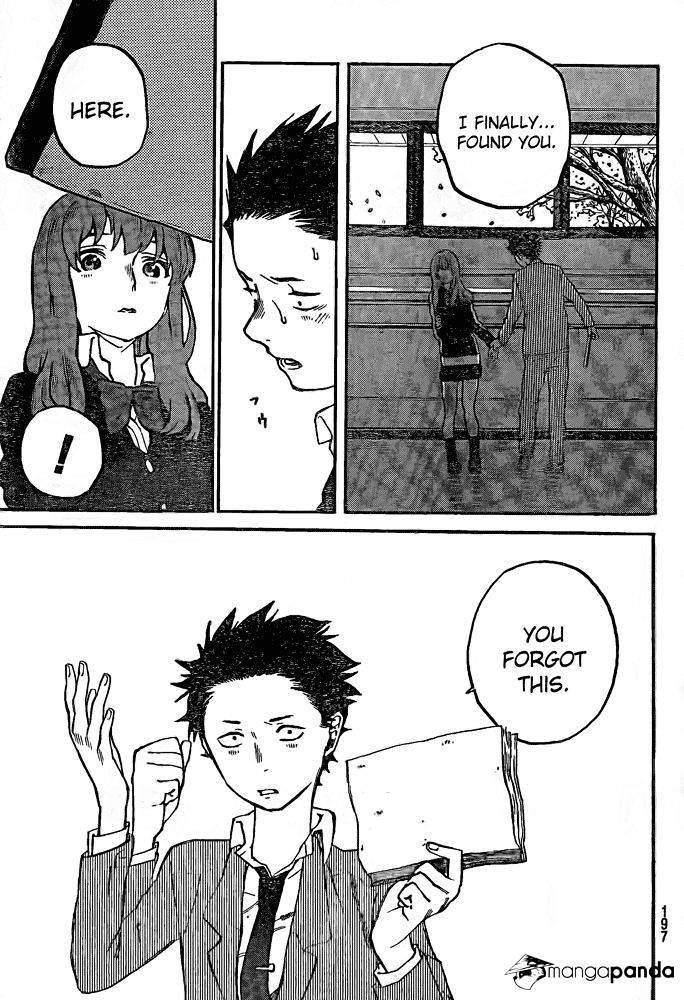 I FINALLY...
FOUND YOU.
フゥ
HERE.
!
YOU
FORGOT
THIS.
197
mangapanda